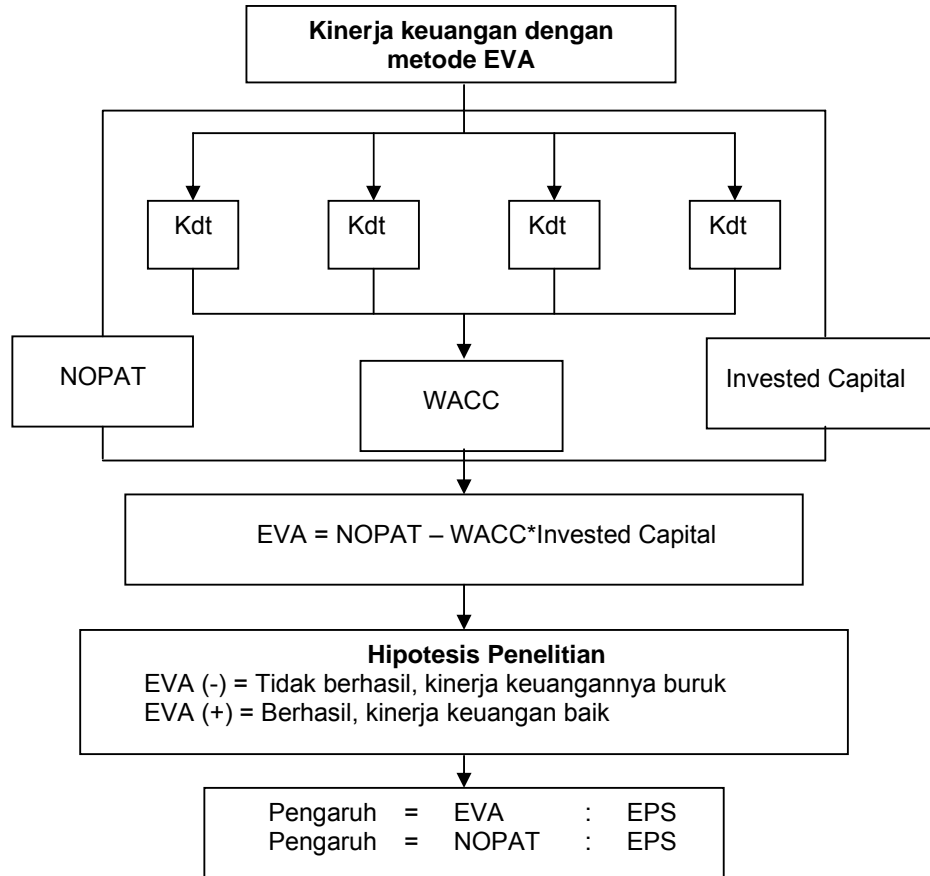 Kinerja keuangan dengan
metode EVA
Kdt
Kdt
Kdt
Kdt
NOPAT
WACC
Invested Capital
EVA = NOPAT – WACC*Invested Capital
Hipotesis Penelitian
EVA (-) = Tidak berhasil, kinerja keuangannya buruk
EVA (+) = Berhasil, kinerja keuangan baik
Pengaruh = EVA : EPS
Pengaruh = NOPAT : EPS